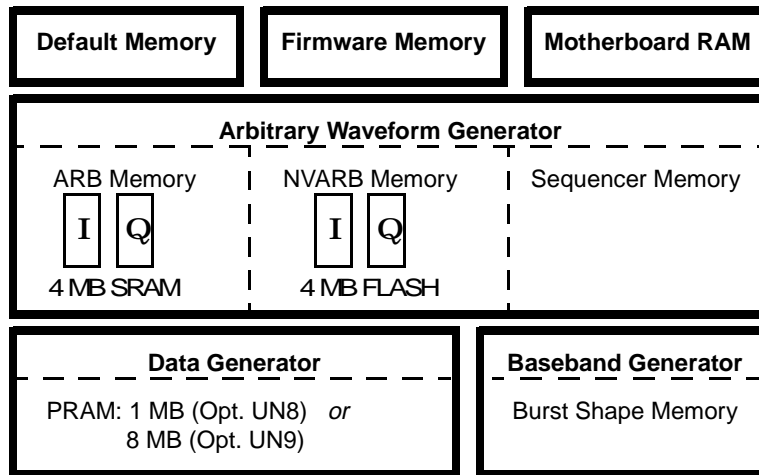 Default Memory
Firmware Memory
Motherboard RAM
Arbitrary Waveform Generator
ARB Memory
I Q
4 MB SRAM
NVARB Memory
I Q
4 MB FLASH
Sequencer Memory
Data Generator
PRAM: 1 MB (Opt. UN8) or
8 MB (Opt. UN9)
Baseband Generator
Burst Shape Memory